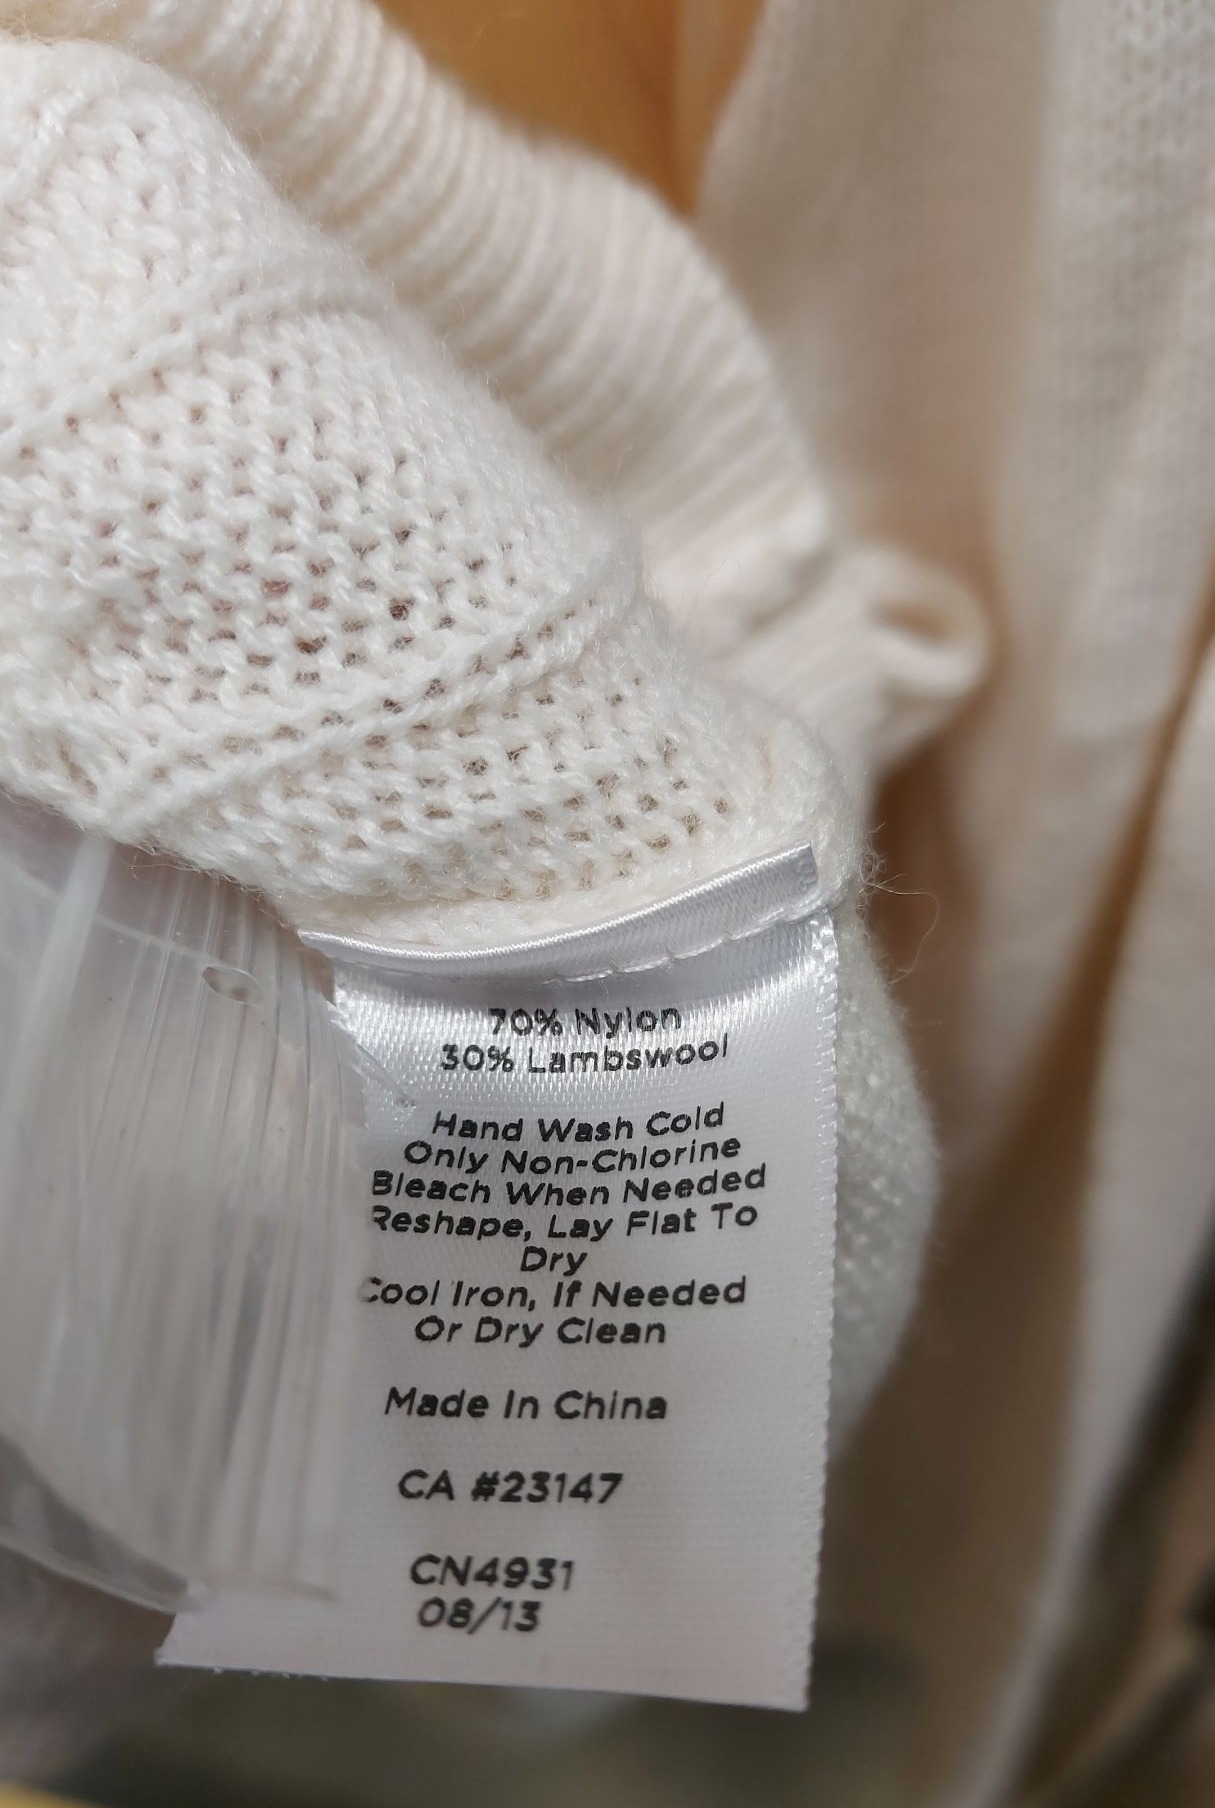 70% Nylon
30% Lambswool
Hand Wash Cold
Only Non-Chlorine
Bleach When Needed
Reshape, Lay Flat To
Dry
Cool Iron, If Needed
Or Dry Clean
Made In China
CA #23147
CN4931
08/13